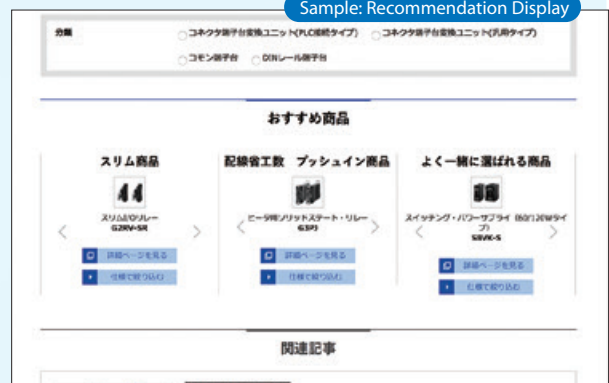 Sample: Recommendation Display
分類
コネクタ端子台変換ユニット(PLC接続タイプ)
コネクタ端子台変換ユニット(汎用タイプ)
コモン端子台
DINレール端子台
おすすめ商品
スリム商品
スリムI/Oリレー
G2RV-SR
詳細ページを見る
仕様で絞り込む
配線省工数 プッシュイン商品
ヒータ用ソリッドステート・リレー
G3PJ
詳細ページを見る
仕様で絞り込む
よく一緒に選ばれる商品
スイッチング・パワーサプライ (60/120Wタイ
プ)
S8VK-S
詳細ページを見る
仕様で絞り込む
関連記事